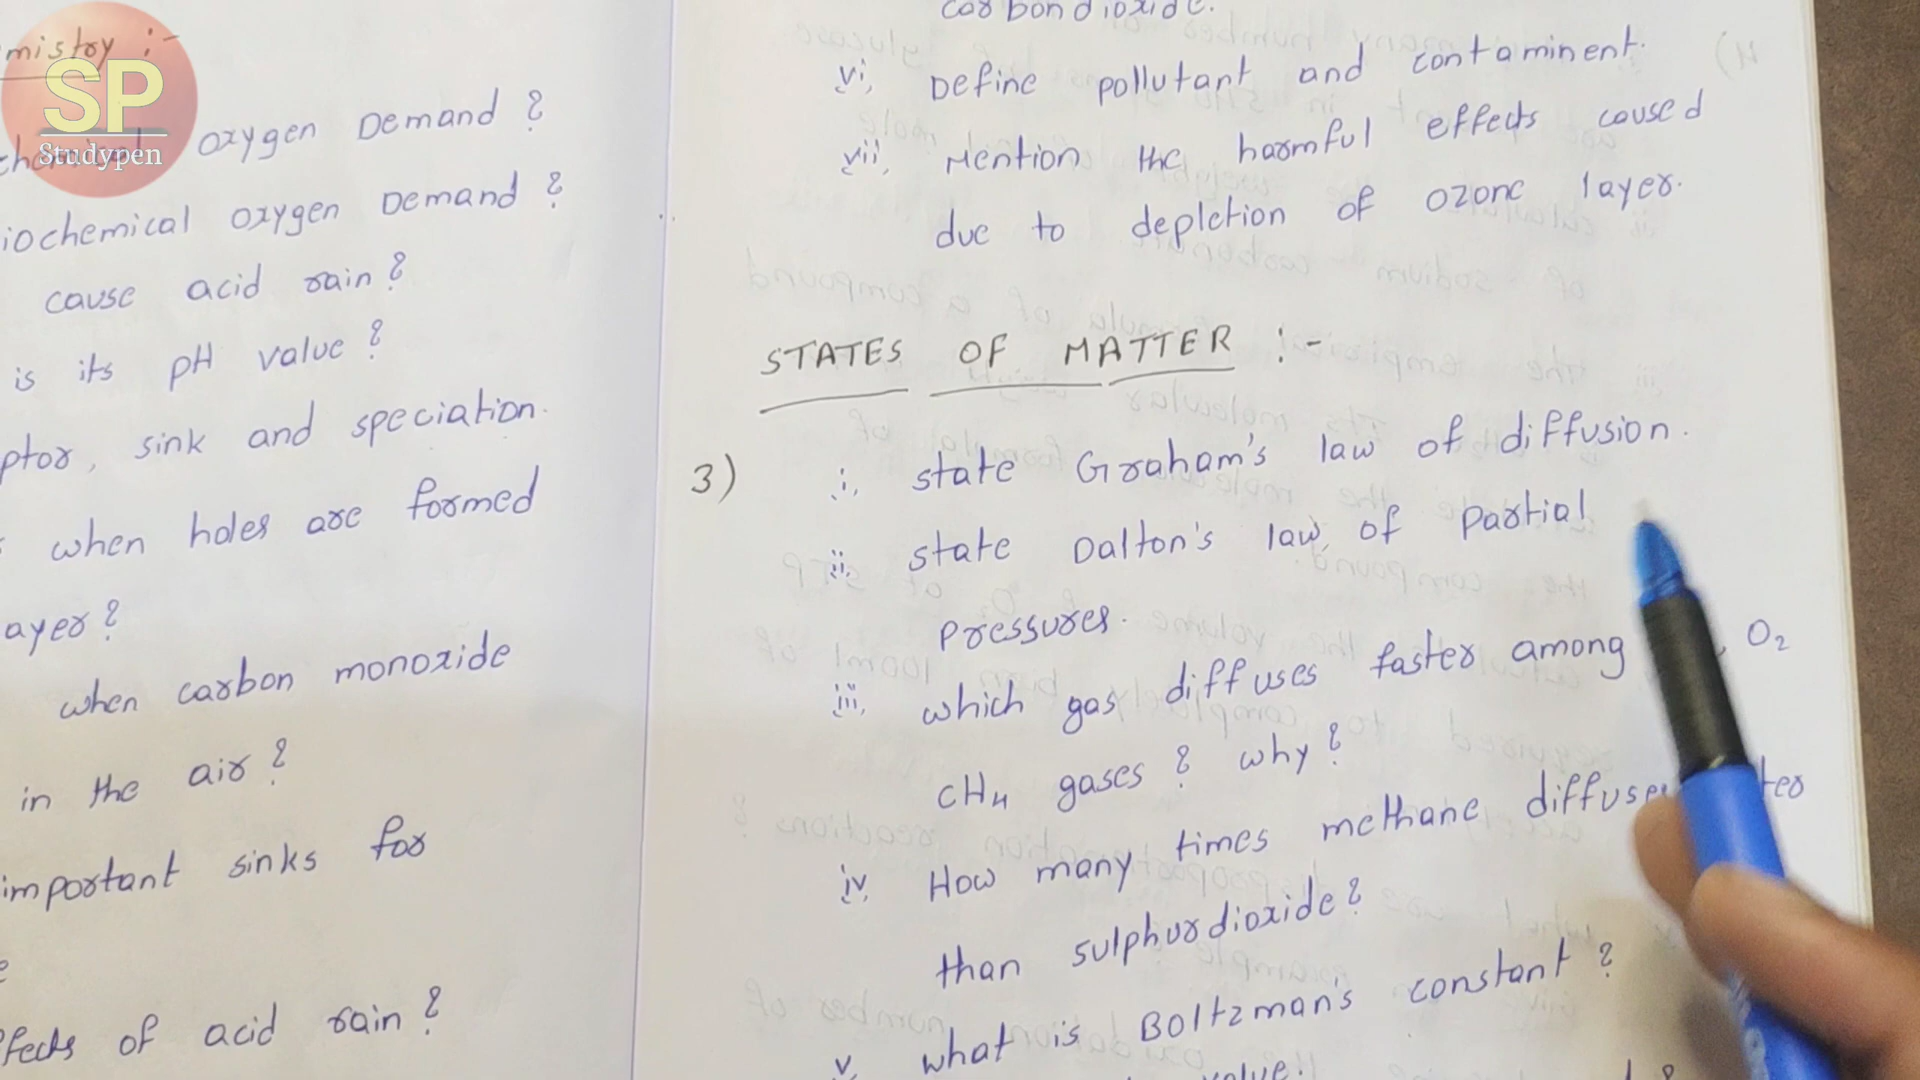 mistry :-
SP
Studypen
oxygen Demand ?
iochemical oxygen Demand ?
cause acid rain ?
is its pH value ?
ptor, sink and speciation.
when holes are formed
ayer ?
when carbon monoxide
in the air ?
important sinks for
ffects of acid rain ?
carbondioxide.
vi, Define pollutant and contaminent.
vii, Mention the harmful effects caused
due to depletion of ozone layer.
STATES OF MATTER :-
3) i, state Graham's law of diffusion.
ii, state Dalton's law of Partial
Pressures.
iii, which gas diffuses faster among , O₂
CH₄ gases ? why ?
iv, How many times methane diffuses
than sulphurdioxide ?
v, what is Boltzman's constant ?
value.